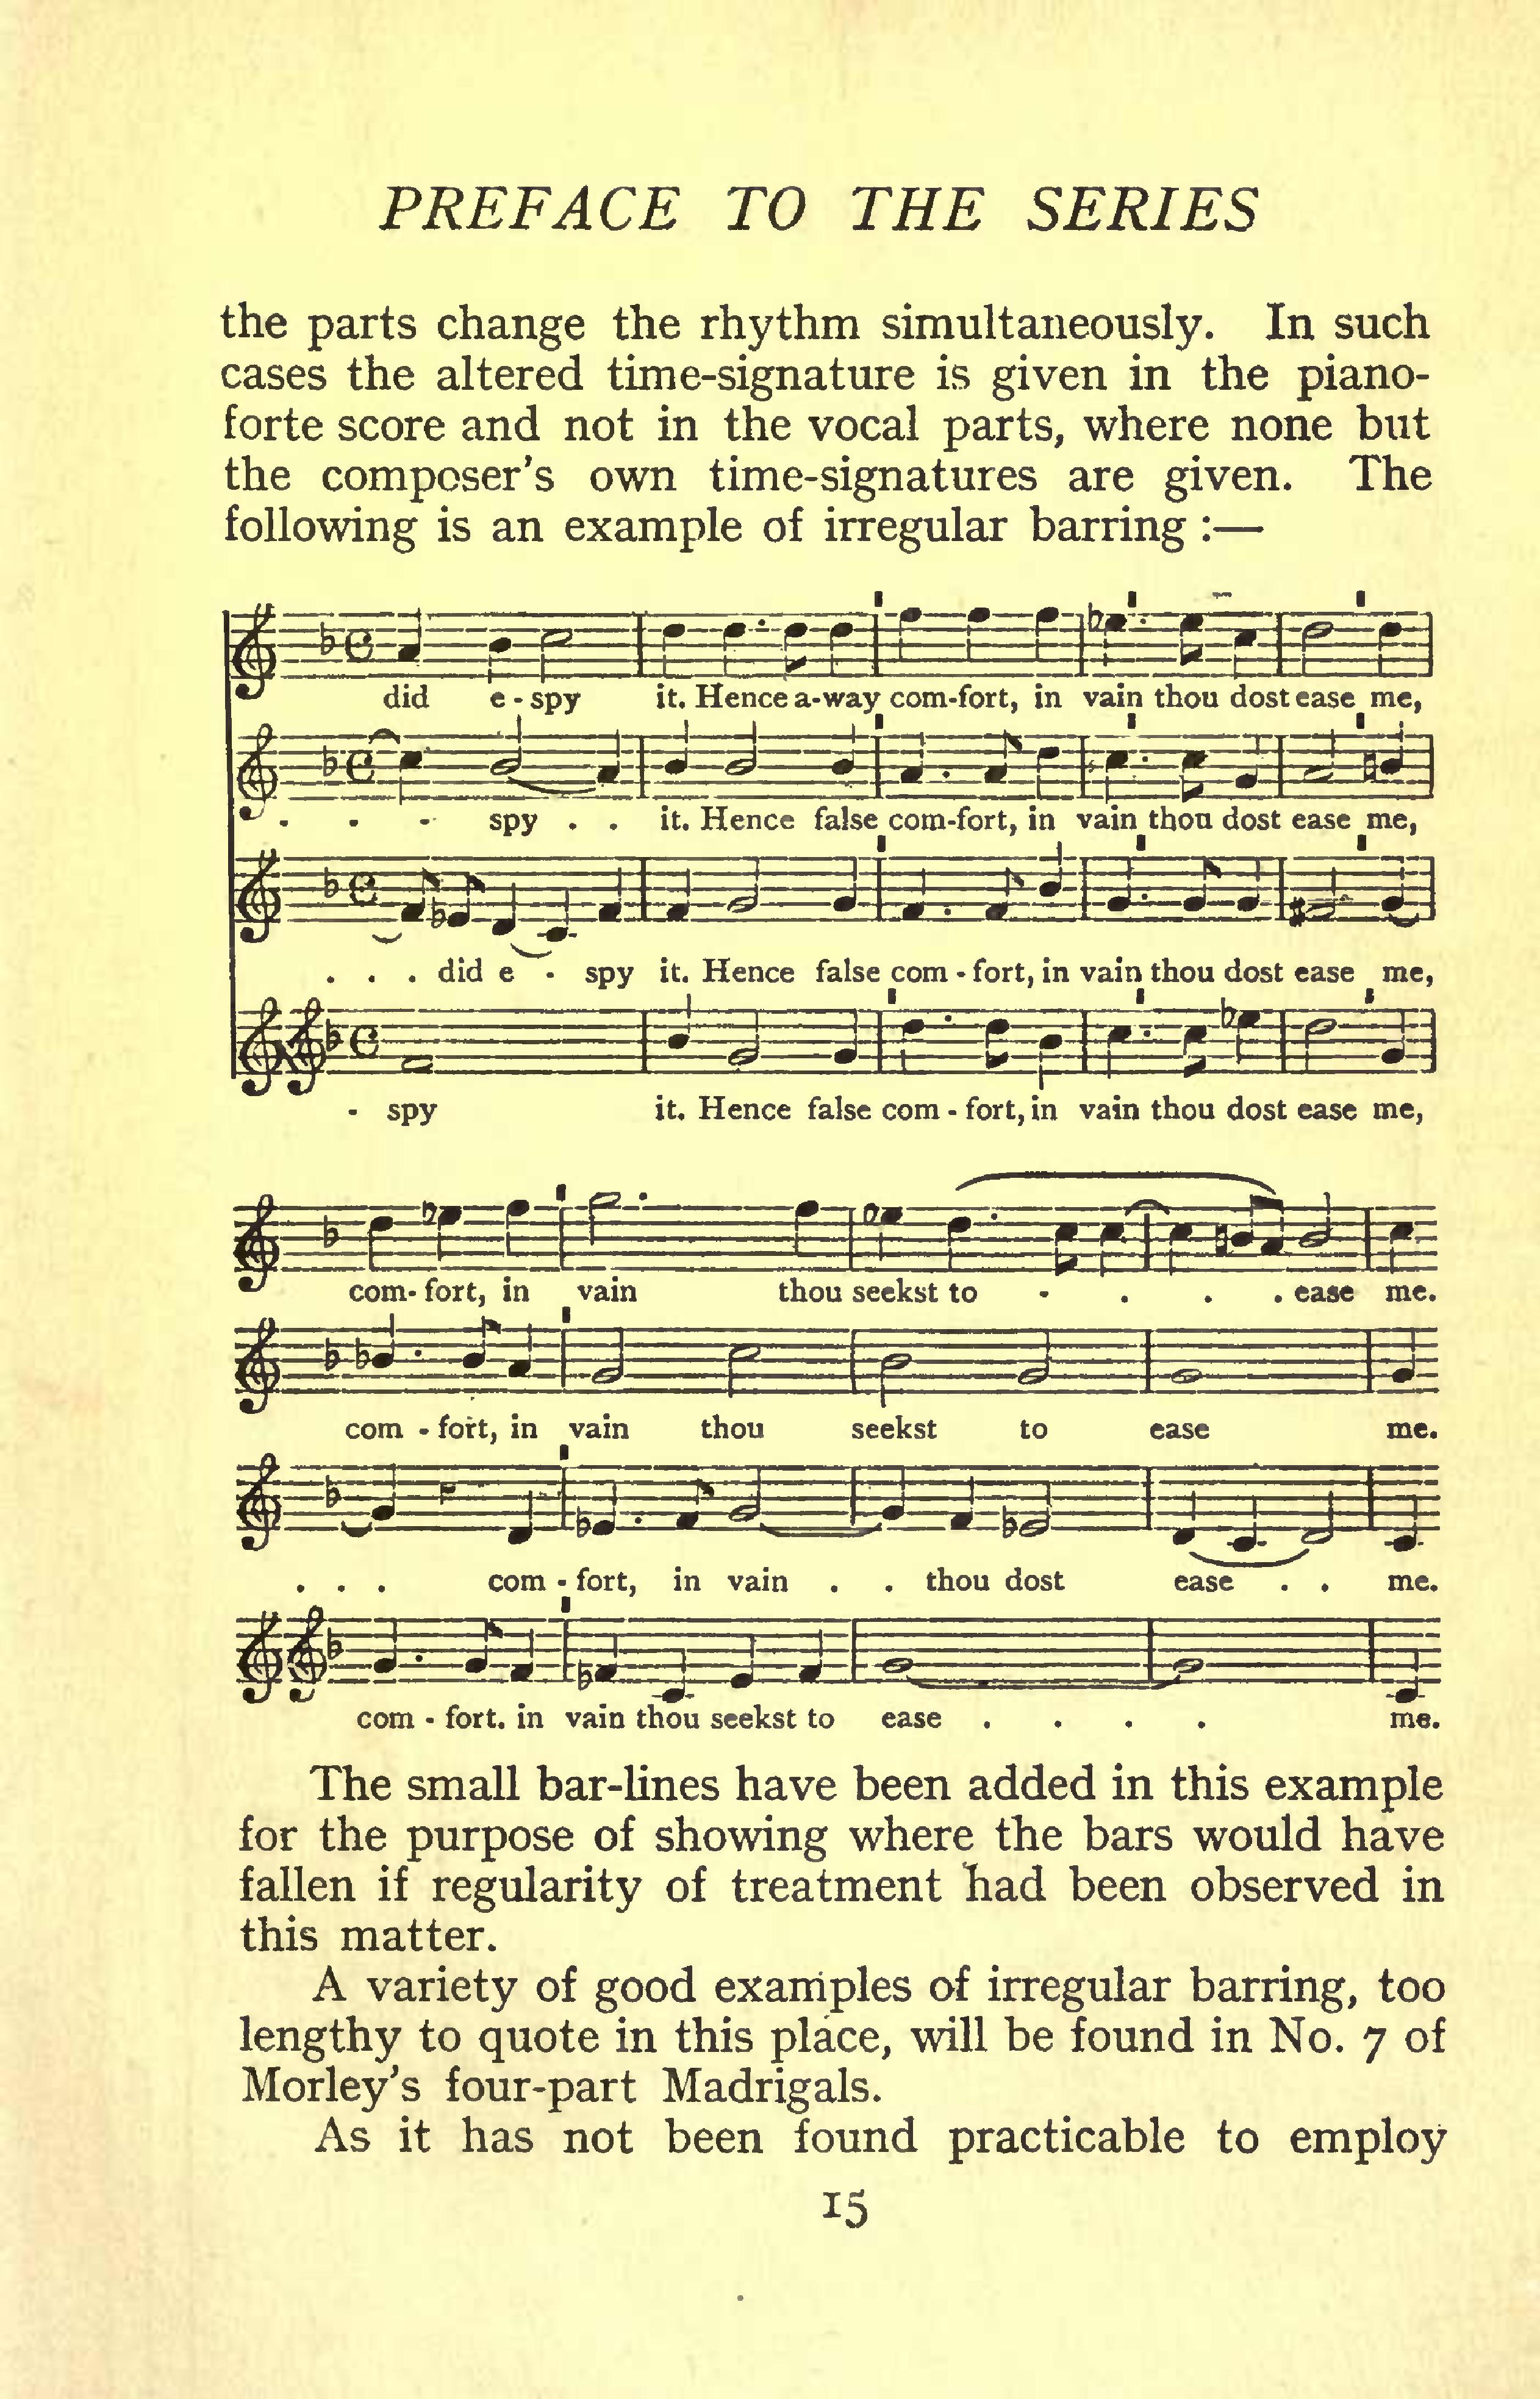 PREFACE TO THE SERIES
the parts change the rhythm simultaneously. In such
cases the altered time-signature is given in the piano-
forte score and not in the vocal parts, where none but
the composer's own time-signatures are given. The
following is an example of irregular barring :—
did e - spy it. Hence a-way com-fort, in vain thou dost ease me,
- - - spy . . it. Hence false com-fort, in vain thou dost ease me,
. . . did e - spy it. Hence false com - fort, in vain thou dost ease me,
- spy it. Hence false com - fort, in vain thou dost ease me,
com- fort, in vain thou seekst to - . . . ease me.
com - fort, in vain thou seekst to ease me.
. . . com - fort, in vain . . thou dost ease . . me.
com - fort. in vain thou seekst to ease . . . . me.
The small bar-lines have been added in this example
for the purpose of showing where the bars would have
fallen if regularity of treatment had been observed in
this matter.
A variety of good examples of irregular barring, too
lengthy to quote in this place, will be found in No. 7 of
Morley's four-part Madrigals.
As it has not been found practicable to employ
15